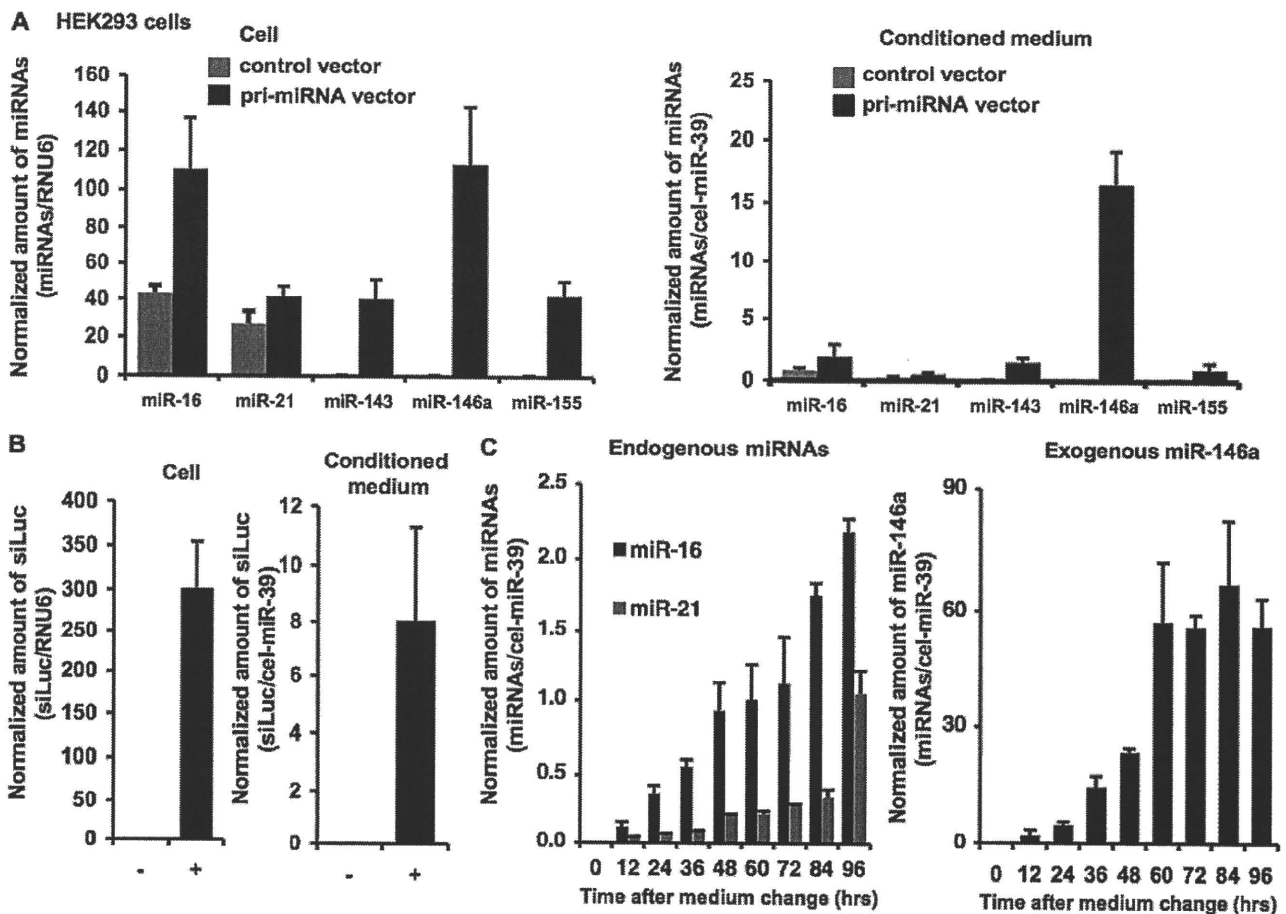 A HEK293 cells
Cell
control vector
pri-miRNA vector
Normalized amount of miRNAs
(miRNAs/RNU6)
160
140
120
100
80
60
40
20
0
miR-16 miR-21 miR-143 miR-146a miR-155
Conditioned medium
control vector
pri-miRNA vector
Normalized amount of miRNAs
(miRNAs/cel-miR-39)
25
20
15
10
5
0
miR-16 miR-21 miR-143 miR-146a miR-155
B
Cell
Normalized amount of siLuc
(siLuc/RNU6)
400
350
300
250
200
150
100
50
0
- +
Conditioned
medium
Normalized amount of siLuc
(siLuc/cel-miR-39)
12
10
8
6
4
2
0
- +
C
Endogenous miRNAs
miR-16
miR-21
Normalized amount of miRNAs
(miRNAs/cel-miR-39)
2.5
2.0
1.5
1.0
0.5
0.0
0 12 24 36 48 60 72 84 96
Time after medium change (hrs)
Exogenous miR-146a
Normalized amount of miR-146a
(miRNAs/cel-miR-39)
90
60
30
0
0 12 24 36 48 60 72 84 96
Time after medium change (hrs)